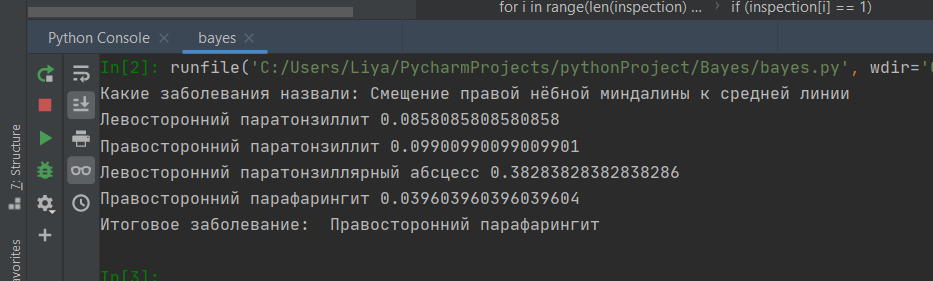 for i in range(len(inspection) ... › if (inspection[i] == 1)
Python Console × bayes ×
In[2]: runfile('C:/Users/Liya/PycharmProjects/pythonProject/Bayes/bayes.py', wdir='
Какие заболевания назвали: Смещение правой нёбной миндалины к средней линии
Левосторонний паратонзиллит 0.0858085808580858
Правосторонний паратонзиллит 0.09900990099009901
Левосторонний паратонзиллярный абсцесс 0.38283828382838286
Правосторонний парафарингит 0.039603960396039604
Итоговое заболевание:  Правосторонний парафарингит
In[3]:
7: Structure
avorites